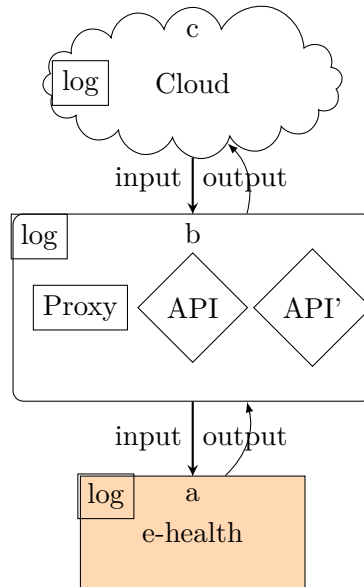 c
log
Cloud
input output
log
b
Proxy
API
API'
input output
log
a
e-health